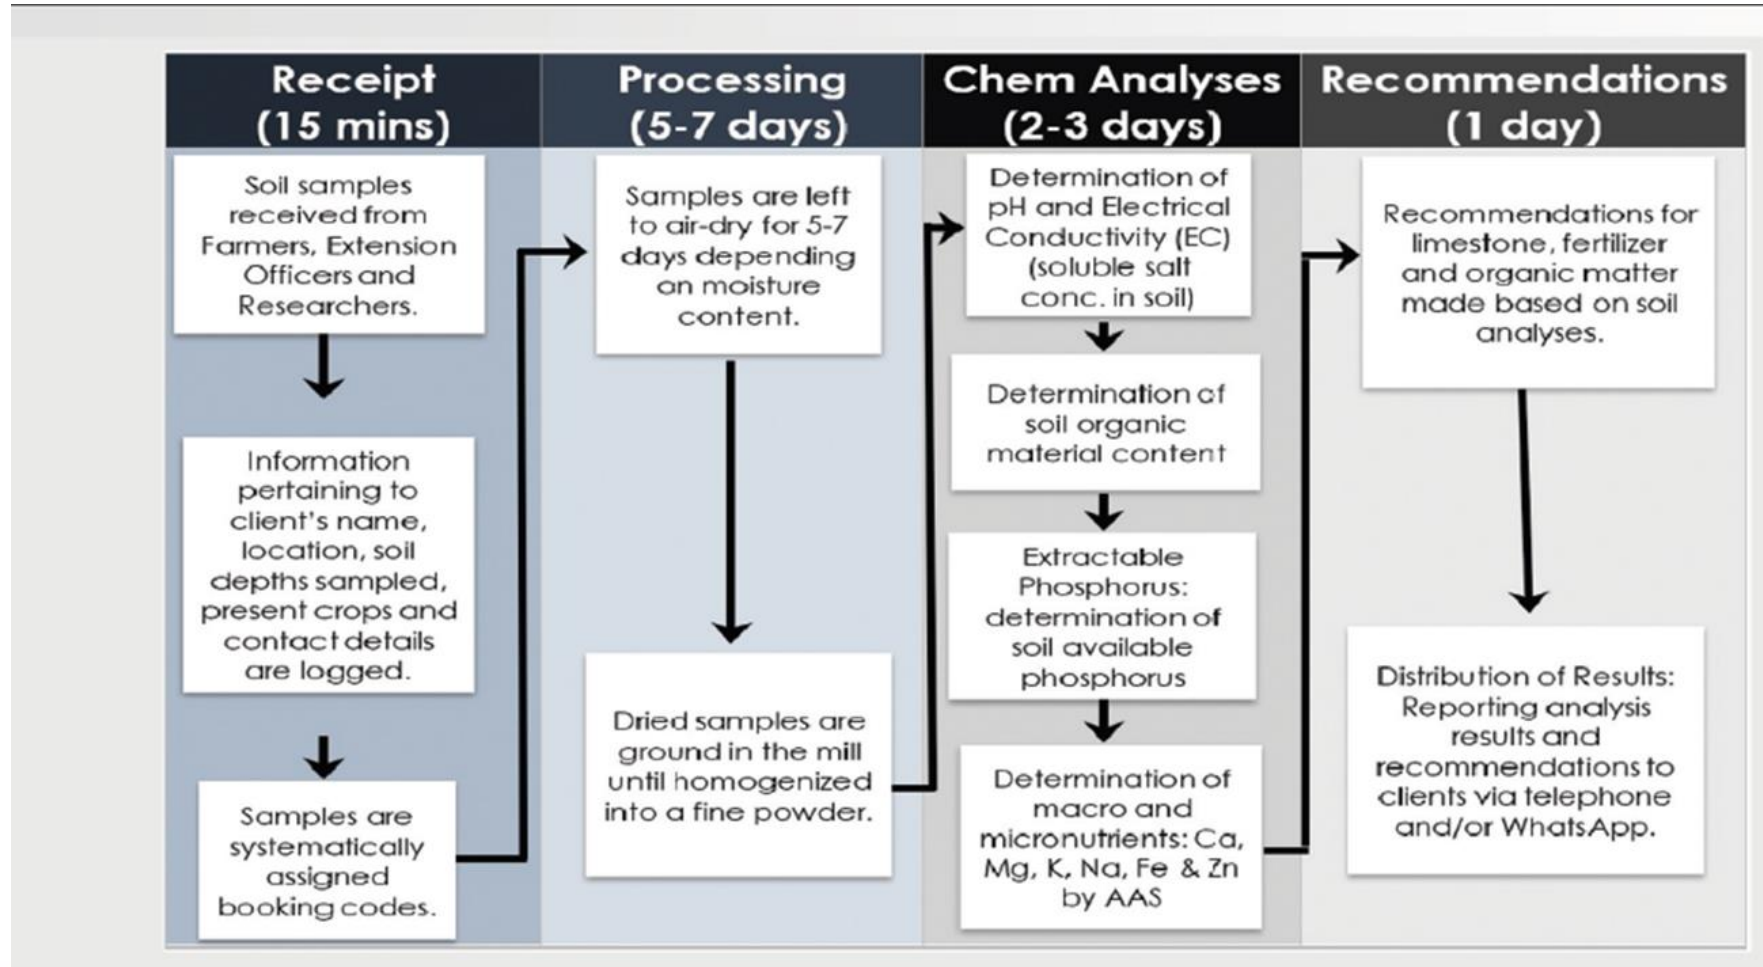 Receipt
(15 mins)
Soil samples
received from
Farmers, Extension
Officers and
Researchers.
Information
pertaining to
client's name,
location, soil
depths sampled,
present crops and
contact details
are logged.
Samples are
systematically
assigned
booking codes.
Processing
(5-7 days)
Samples are left
to air-dry for 5-7
days depending
on moisture
content.
Dried samples are
ground in the mill
until homogenized
into a fine powder.
Chem Analyses
(2-3 days)
Determination of
pH and Electrical
Conductivity (EC)
(soluble salt
conc. in soil)
Determination of
soil organic
material content
Extractable
Phosphorus:
determination of
soil available
phosphorus
Determination of
macro and
micronutrients: Ca,
Mg, K, Na, Fe & Zn
by AAS
Recommendations
(1 day)
Recommendations for
limestone, fertilizer
and organic matter
made based on soil
analyses.
Distribution of Results:
Reporting analysis
results and
recommendations to
clients via telephone
and/or WhatsApp.